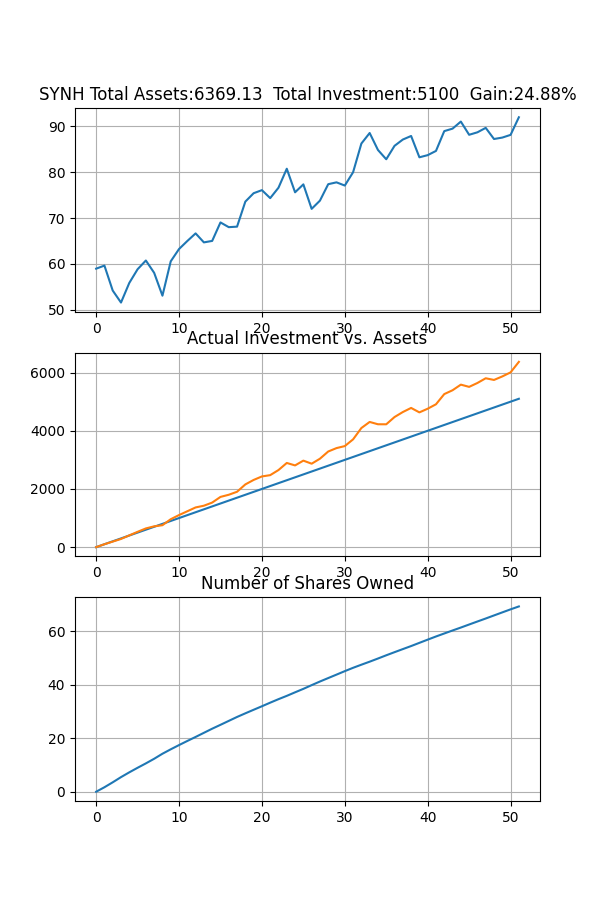 SYNH Total Assets:6369.13  Total Investment:5100  Gain:24.88%
90
80
70
60
50
0 10 20 30 40 50
Actual Investment vs. Assets
6000
4000
2000
0
0 10 20 30 40 50
Number of Shares Owned
60
40
20
0
0 10 20 30 40 50